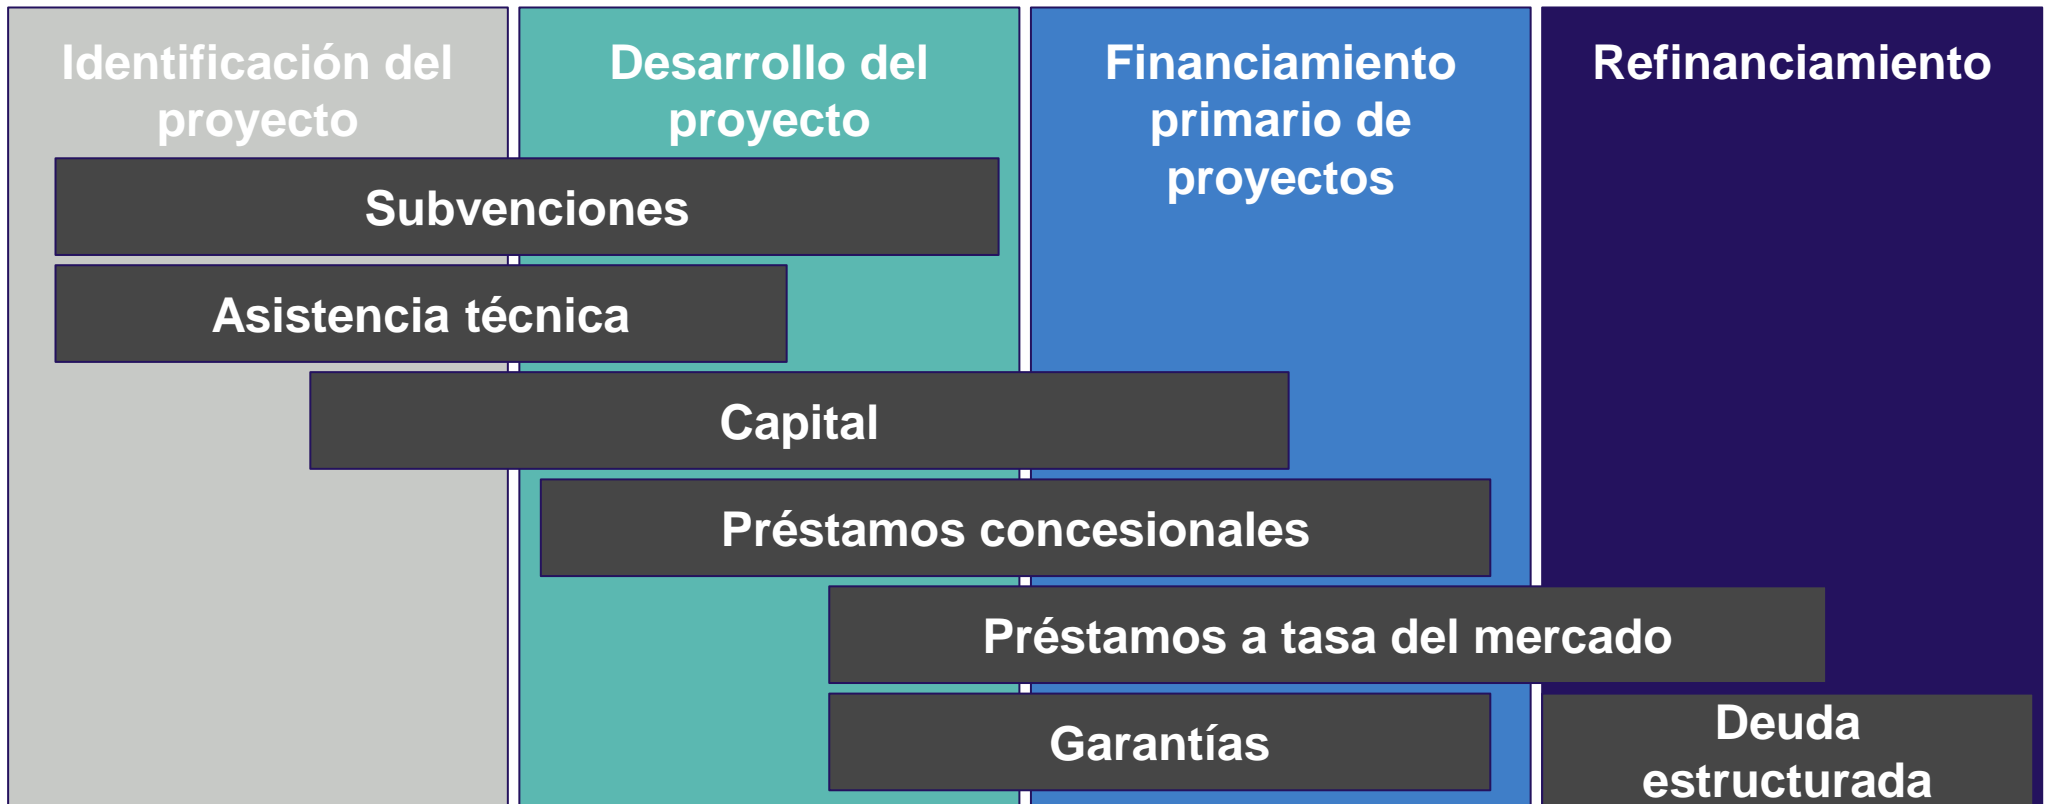 Identificación del
proyecto
Desarrollo del
proyecto
Financiamiento
primario de
proyectos
Refinanciamiento
Subvenciones
Asistencia técnica
Capital
Préstamos concesionales
Préstamos a tasa del mercado
Garantías
Deuda
estructurada